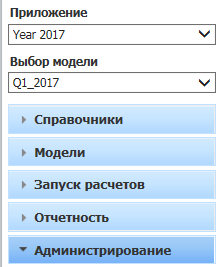 Приложение
Year 2017
Выбор модели
Q1_2017
Справочники
Модели
Запуск расчетов
Отчетность
Администрирование